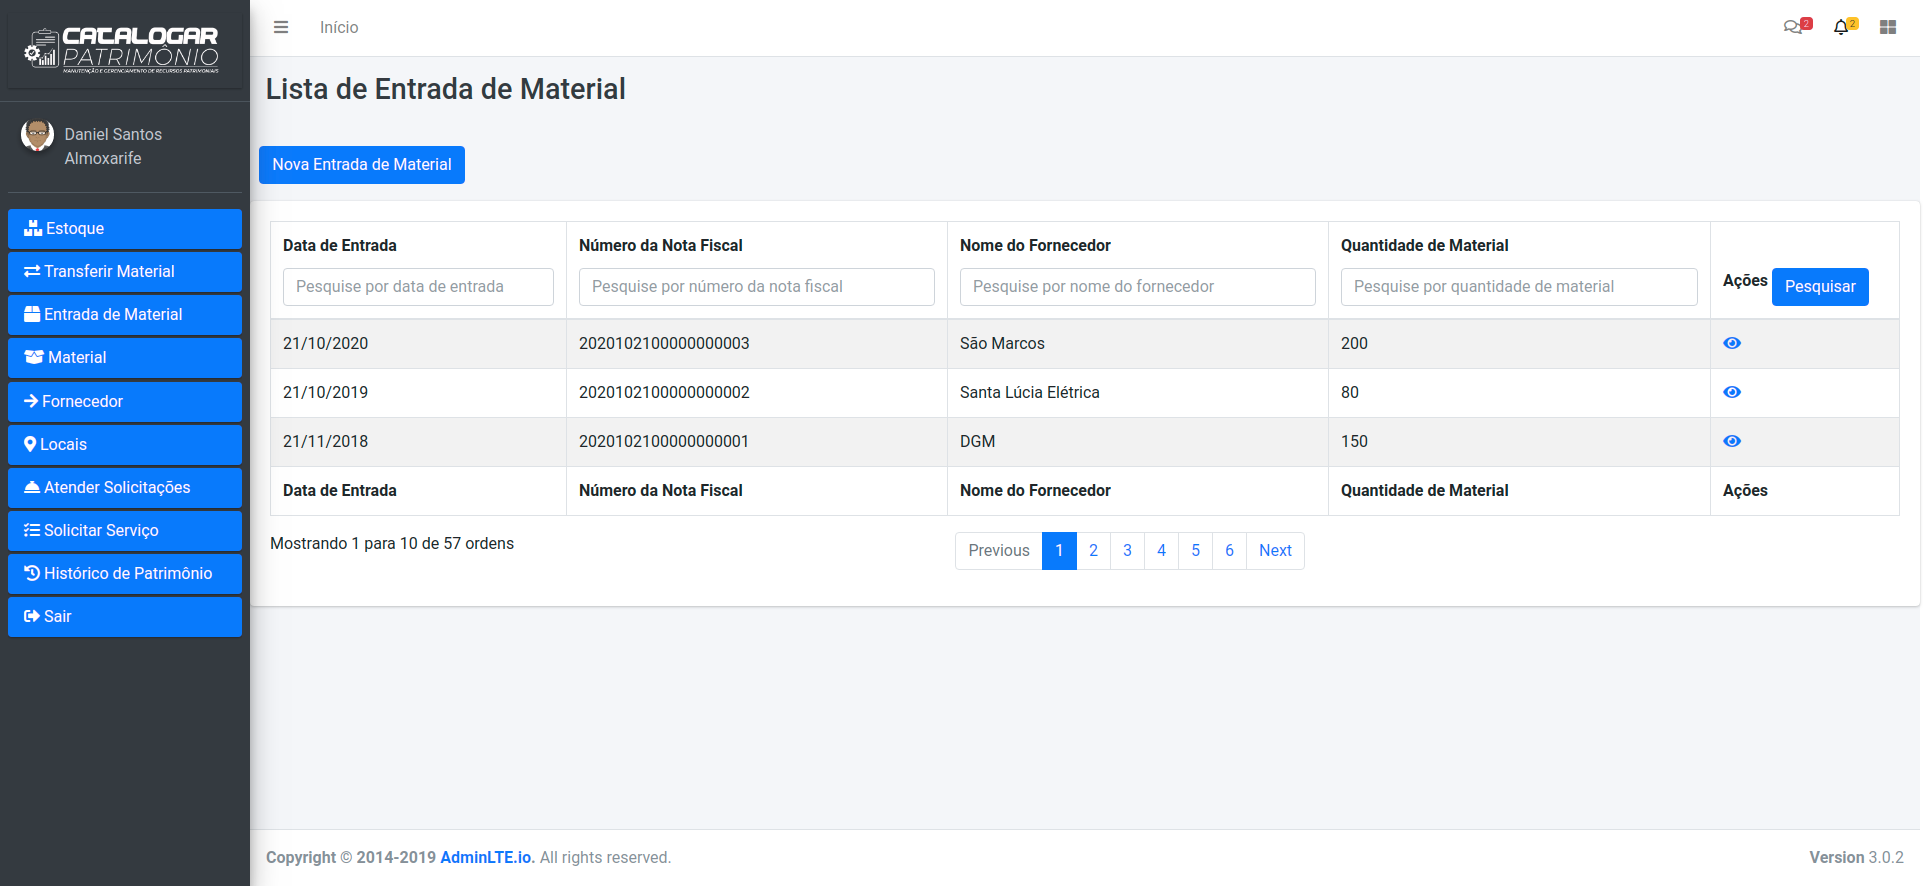 CATALOGAR
PATRIMÔNIO
MANUTENÇÃO E GERENCIAMENTO DE RECURSOS PATRIMONIAIS
Daniel Santos
Almoxarife
Estoque
Transferir Material
Entrada de Material
Material
Fornecedor
Locais
Atender Solicitações
Solicitar Serviço
Histórico de Patrimônio
Sair
Início
2
2
Lista de Entrada de Material
Nova Entrada de Material
Data de Entrada Número da Nota Fiscal Nome do Fornecedor Quantidade de Material
Pesquise por data de entrada Pesquise por número da nota fiscal Pesquise por nome do fornecedor Pesquise por quantidade de material Ações Pesquisar
21/10/2020 2020102100000000003 São Marcos 200
21/10/2019 2020102100000000002 Santa Lúcia Elétrica 80
21/11/2018 2020102100000000001 DGM 150
Data de Entrada Número da Nota Fiscal Nome do Fornecedor Quantidade de Material Ações
Mostrando 1 para 10 de 57 ordens
Previous 1 2 3 4 5 6 Next
Copyright © 2014-2019 AdminLTE.io. All rights reserved.
Version 3.0.2